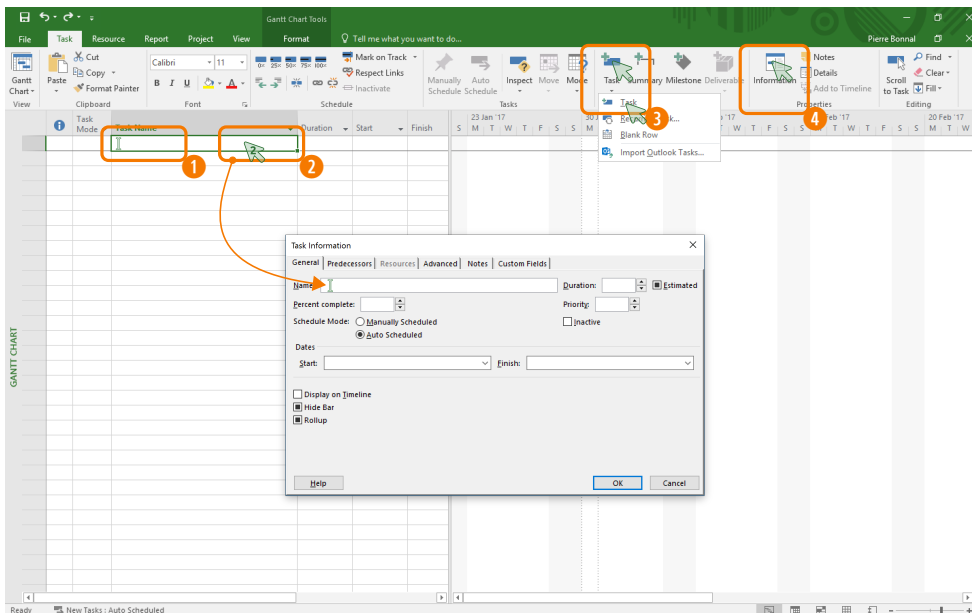 Gantt Chart Tools
File Task Resource Report Project View Format Tell me what you want to do... Pierre Bonnal
Gantt Chart
View
Paste
Cut
Copy
Format Painter
Clipboard
Calibri 11
B I U A
Font
0× 25× 50× 75× 100×
Mark on Track
Respect Links
Inactivate
Schedule
Manually Schedule
Auto Schedule
Inspect
Move
Mode
Tasks
Task
Summary
Milestone
Deliverable
Information
Notes
Details
Add to Timeline
Properties
Scroll to Task
Find
Clear
Fill
Editing
Task
Blank Row
Import Outlook Tasks...
3
4
Task Mode
Task Name
Duration
Start
Finish
23 Jan '17
20 Feb '17
S M T W T F S S M
W T F S S M T W T F S S M T W
2
1
2
GANTT CHART
Task Information
General Predecessors Resources Advanced Notes Custom Fields
Name:
Duration:
Estimated
Percent complete:
Priority:
Schedule Mode: Manually Scheduled
Inactive
Auto Scheduled
Dates
Start:
Finish:
Display on Timeline
Hide Bar
Rollup
Help
OK
Cancel
Ready
New Tasks : Auto Scheduled